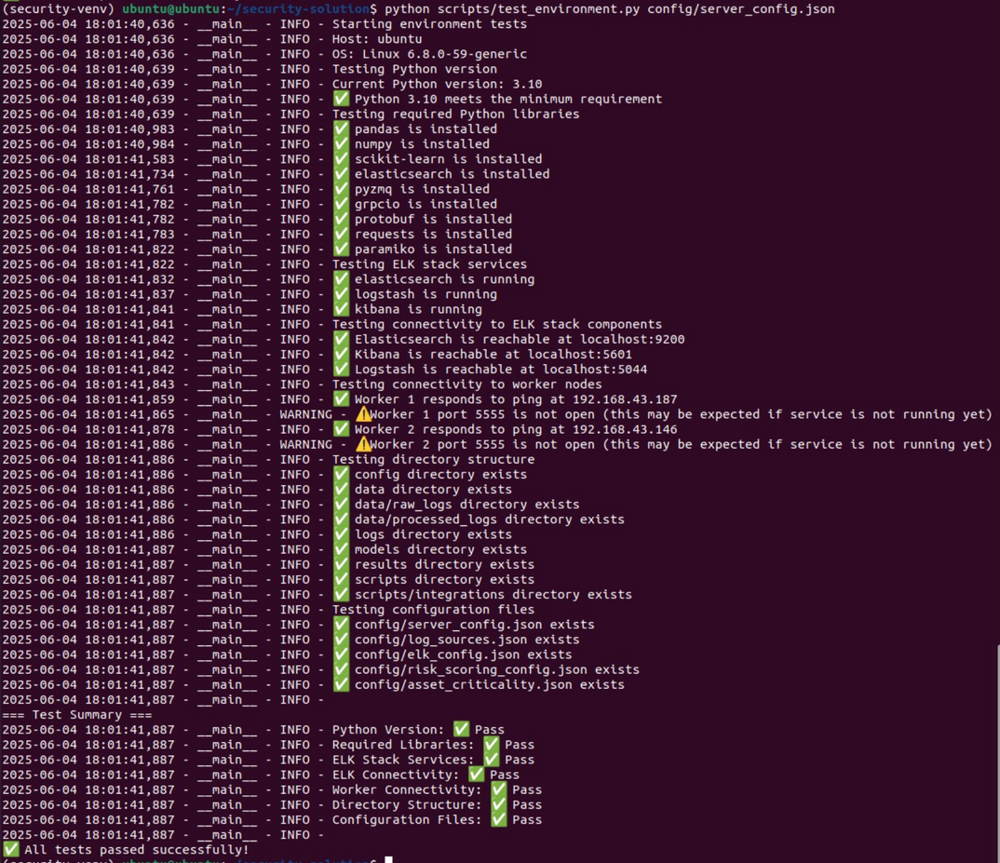 (security-venv) ubuntu@ubuntu:~/security-solution$ python scripts/test_environment.py config/server_config.json
2025-06-04 18:01:40,636 - __main__ - INFO - Starting environment tests
2025-06-04 18:01:40,636 - __main__ - INFO - Host: ubuntu
2025-06-04 18:01:40,636 - __main__ - INFO - OS: Linux 6.8.0-59-generic
2025-06-04 18:01:40,639 - __main__ - INFO - Testing Python version
2025-06-04 18:01:40,639 - __main__ - INFO - Current Python version: 3.10
2025-06-04 18:01:40,639 - __main__ - INFO - ✅ Python 3.10 meets the minimum requirement
2025-06-04 18:01:40,639 - __main__ - INFO - Testing required Python libraries
2025-06-04 18:01:40,983 - __main__ - INFO - ✅ pandas is installed
2025-06-04 18:01:40,984 - __main__ - INFO - ✅ numpy is installed
2025-06-04 18:01:41,583 - __main__ - INFO - ✅ scikit-learn is installed
2025-06-04 18:01:41,734 - __main__ - INFO - ✅ elasticsearch is installed
2025-06-04 18:01:41,761 - __main__ - INFO - ✅ pyzmq is installed
2025-06-04 18:01:41,782 - __main__ - INFO - ✅ grpcio is installed
2025-06-04 18:01:41,782 - __main__ - INFO - ✅ protobuf is installed
2025-06-04 18:01:41,783 - __main__ - INFO - ✅ requests is installed
2025-06-04 18:01:41,822 - __main__ - INFO - ✅ paramiko is installed
2025-06-04 18:01:41,822 - __main__ - INFO - Testing ELK stack services
2025-06-04 18:01:41,832 - __main__ - INFO - ✅ elasticsearch is running
2025-06-04 18:01:41,837 - __main__ - INFO - ✅ logstash is running
2025-06-04 18:01:41,841 - __main__ - INFO - ✅ kibana is running
2025-06-04 18:01:41,841 - __main__ - INFO - Testing connectivity to ELK stack components
2025-06-04 18:01:41,842 - __main__ - INFO - ✅ Elasticsearch is reachable at localhost:9200
2025-06-04 18:01:41,842 - __main__ - INFO - ✅ Kibana is reachable at localhost:5601
2025-06-04 18:01:41,842 - __main__ - INFO - ✅ Logstash is reachable at localhost:5044
2025-06-04 18:01:41,843 - __main__ - INFO - Testing connectivity to worker nodes
2025-06-04 18:01:41,859 - __main__ - INFO - ✅ Worker 1 responds to ping at 192.168.43.187
2025-06-04 18:01:41,865 - __main__ - WARNING - ⚠️Worker 1 port 5555 is not open (this may be expected if service is not running yet)
2025-06-04 18:01:41,878 - __main__ - INFO - ✅ Worker 2 responds to ping at 192.168.43.146
2025-06-04 18:01:41,886 - __main__ - WARNING - ⚠️Worker 2 port 5555 is not open (this may be expected if service is not running yet)
2025-06-04 18:01:41,886 - __main__ - INFO - Testing directory structure
2025-06-04 18:01:41,886 - __main__ - INFO - ✅ config directory exists
2025-06-04 18:01:41,886 - __main__ - INFO - ✅ data directory exists
2025-06-04 18:01:41,886 - __main__ - INFO - ✅ data/raw_logs directory exists
2025-06-04 18:01:41,886 - __main__ - INFO - ✅ data/processed_logs directory exists
2025-06-04 18:01:41,886 - __main__ - INFO - ✅ logs directory exists
2025-06-04 18:01:41,887 - __main__ - INFO - ✅ models directory exists
2025-06-04 18:01:41,887 - __main__ - INFO - ✅ results directory exists
2025-06-04 18:01:41,887 - __main__ - INFO - ✅ scripts directory exists
2025-06-04 18:01:41,887 - __main__ - INFO - ✅ scripts/integrations directory exists
2025-06-04 18:01:41,887 - __main__ - INFO - Testing configuration files
2025-06-04 18:01:41,887 - __main__ - INFO - ✅ config/server_config.json exists
2025-06-04 18:01:41,887 - __main__ - INFO - ✅ config/log_sources.json exists
2025-06-04 18:01:41,887 - __main__ - INFO - ✅ config/elk_config.json exists
2025-06-04 18:01:41,887 - __main__ - INFO - ✅ config/risk_scoring_config.json exists
2025-06-04 18:01:41,887 - __main__ - INFO - ✅ config/asset_criticality.json exists
2025-06-04 18:01:41,887 - __main__ - INFO -
=== Test Summary ===
2025-06-04 18:01:41,887 - __main__ - INFO - Python Version: ✅ Pass
2025-06-04 18:01:41,887 - __main__ - INFO - Required Libraries: ✅ Pass
2025-06-04 18:01:41,887 - __main__ - INFO - ELK Stack Services: ✅ Pass
2025-06-04 18:01:41,887 - __main__ - INFO - ELK Connectivity: ✅ Pass
2025-06-04 18:01:41,887 - __main__ - INFO - Worker Connectivity: ✅ Pass
2025-06-04 18:01:41,887 - __main__ - INFO - Directory Structure: ✅ Pass
2025-06-04 18:01:41,887 - __main__ - INFO - Configuration Files: ✅ Pass
2025-06-04 18:01:41,887 - __main__ - INFO -
✅ All tests passed successfully!
(security-venv) ubuntu@ubuntu:~/security-solution$